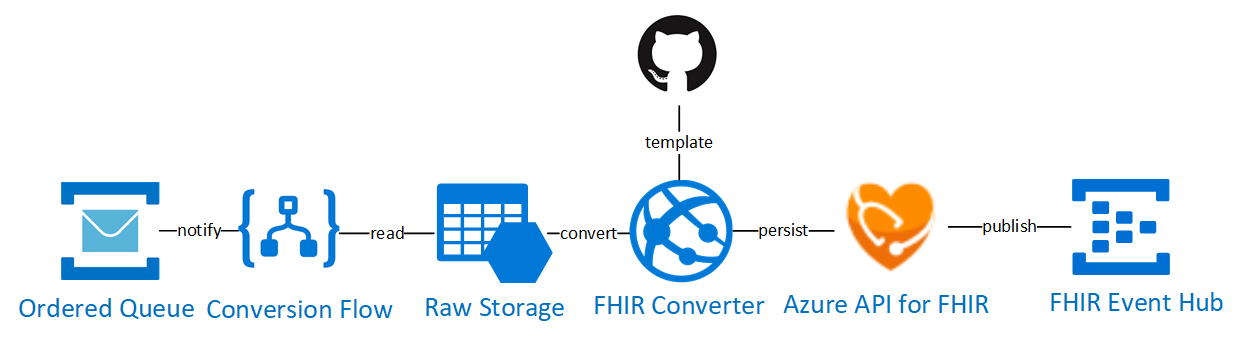 template
notify
read
convert
persist
publish
Ordered Queue
Conversion Flow
Raw Storage
FHIR Converter
Azure API for FHIR
FHIR Event Hub